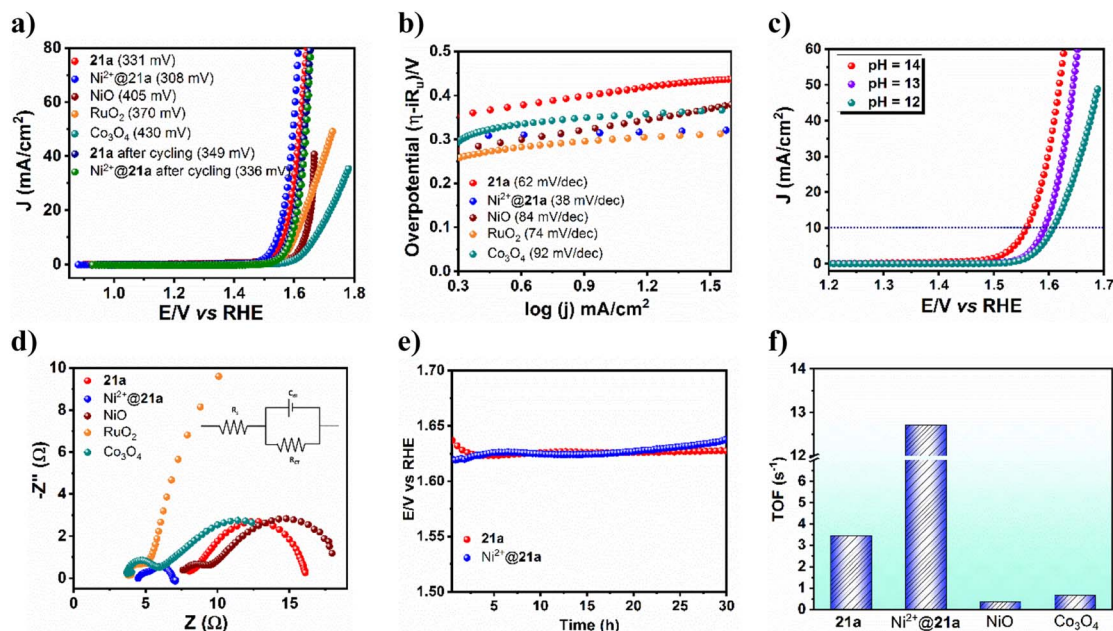 a)
J (mA/cm²)
80
60
40
20
0
21a (331 mV)
Ni²⁺@21a (308 mV)
NiO (405 mV)
RuO₂ (370 mV)
Co₃O₄ (430 mV)
21a after cycling (349 mV)
Ni²⁺@21a after cycling (336 mV)
1.0 1.2 1.4 1.6 1.8
E/V vs RHE
b)
Overpotential (η-iRᵤ)/V
0.5
0.4
0.3
0.2
0.1
0.0
21a (62 mV/dec)
Ni²⁺@21a (38 mV/dec)
NiO (84 mV/dec)
RuO₂ (74 mV/dec)
Co₃O₄ (92 mV/dec)
0.3 0.6 0.9 1.2 1.5
log (j) mA/cm²
c)
J (mA/cm²)
60
50
40
30
20
10
0
pH = 14
pH = 13
pH = 12
1.2 1.3 1.4 1.5 1.6 1.7
E/V vs RHE
d)
-Z'' (Ω)
10
8
6
4
2
0
21a
Ni²⁺@21a
NiO
RuO₂
Co₃O₄
0 5 10 15
Z (Ω)
e)
E/V vs RHE
1.70
1.65
1.60
1.55
1.50
21a
Ni²⁺@21a
5 10 15 20 25 30
Time (h)
f)
TOF (s⁻¹)
14
13
12
5
4
3
2
1
0
21a Ni²⁺@21a NiO Co₃O₄